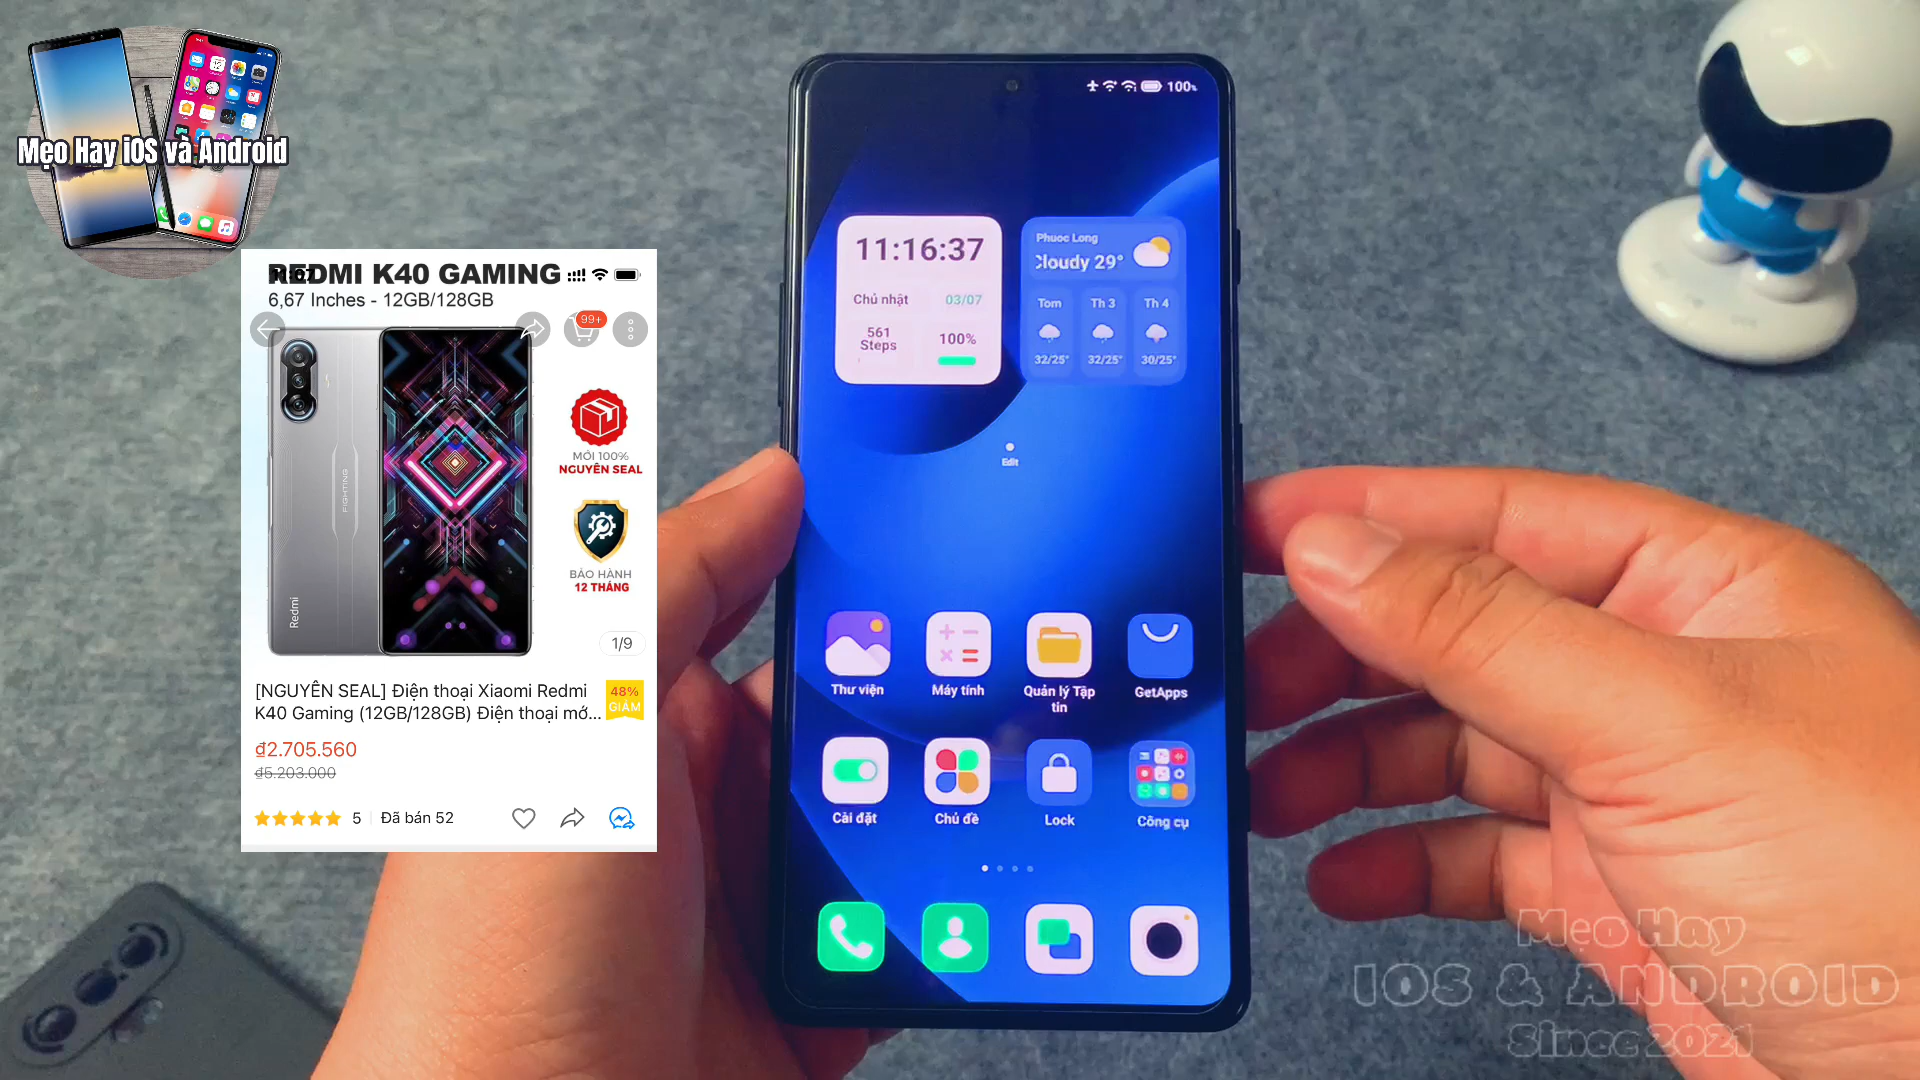 Mẹo Hay iOS và Android
REDMI K40 GAMING
6,67 Inches - 12GB/128GB
99+
MỚI 100%
NGUYÊN SEAL
FIGHTING
BẢO HÀNH
12 THÁNG
Redmi
1/9
[NGUYÊN SEAL] Điện thoại Xiaomi Redmi
K40 Gaming (12GB/128GB) Điện thoại mớ...
48%
GIẢM
₫2.705.560
₫5.203.000
5
Đã bán 52
100%
11:16:37
Chủ nhật 03/07
561
Steps
100%
Phuoc Long
Cloudy 29°
Tom Th 3 Th 4
32/25° 32/25° 30/25°
Edit
Thư viện
Máy tính
Quản lý Tập
tin
GetApps
Cài đặt
Chủ đề
Lock
Công cụ
Mẹo Hay
IOS & ANDROID
Since 2021